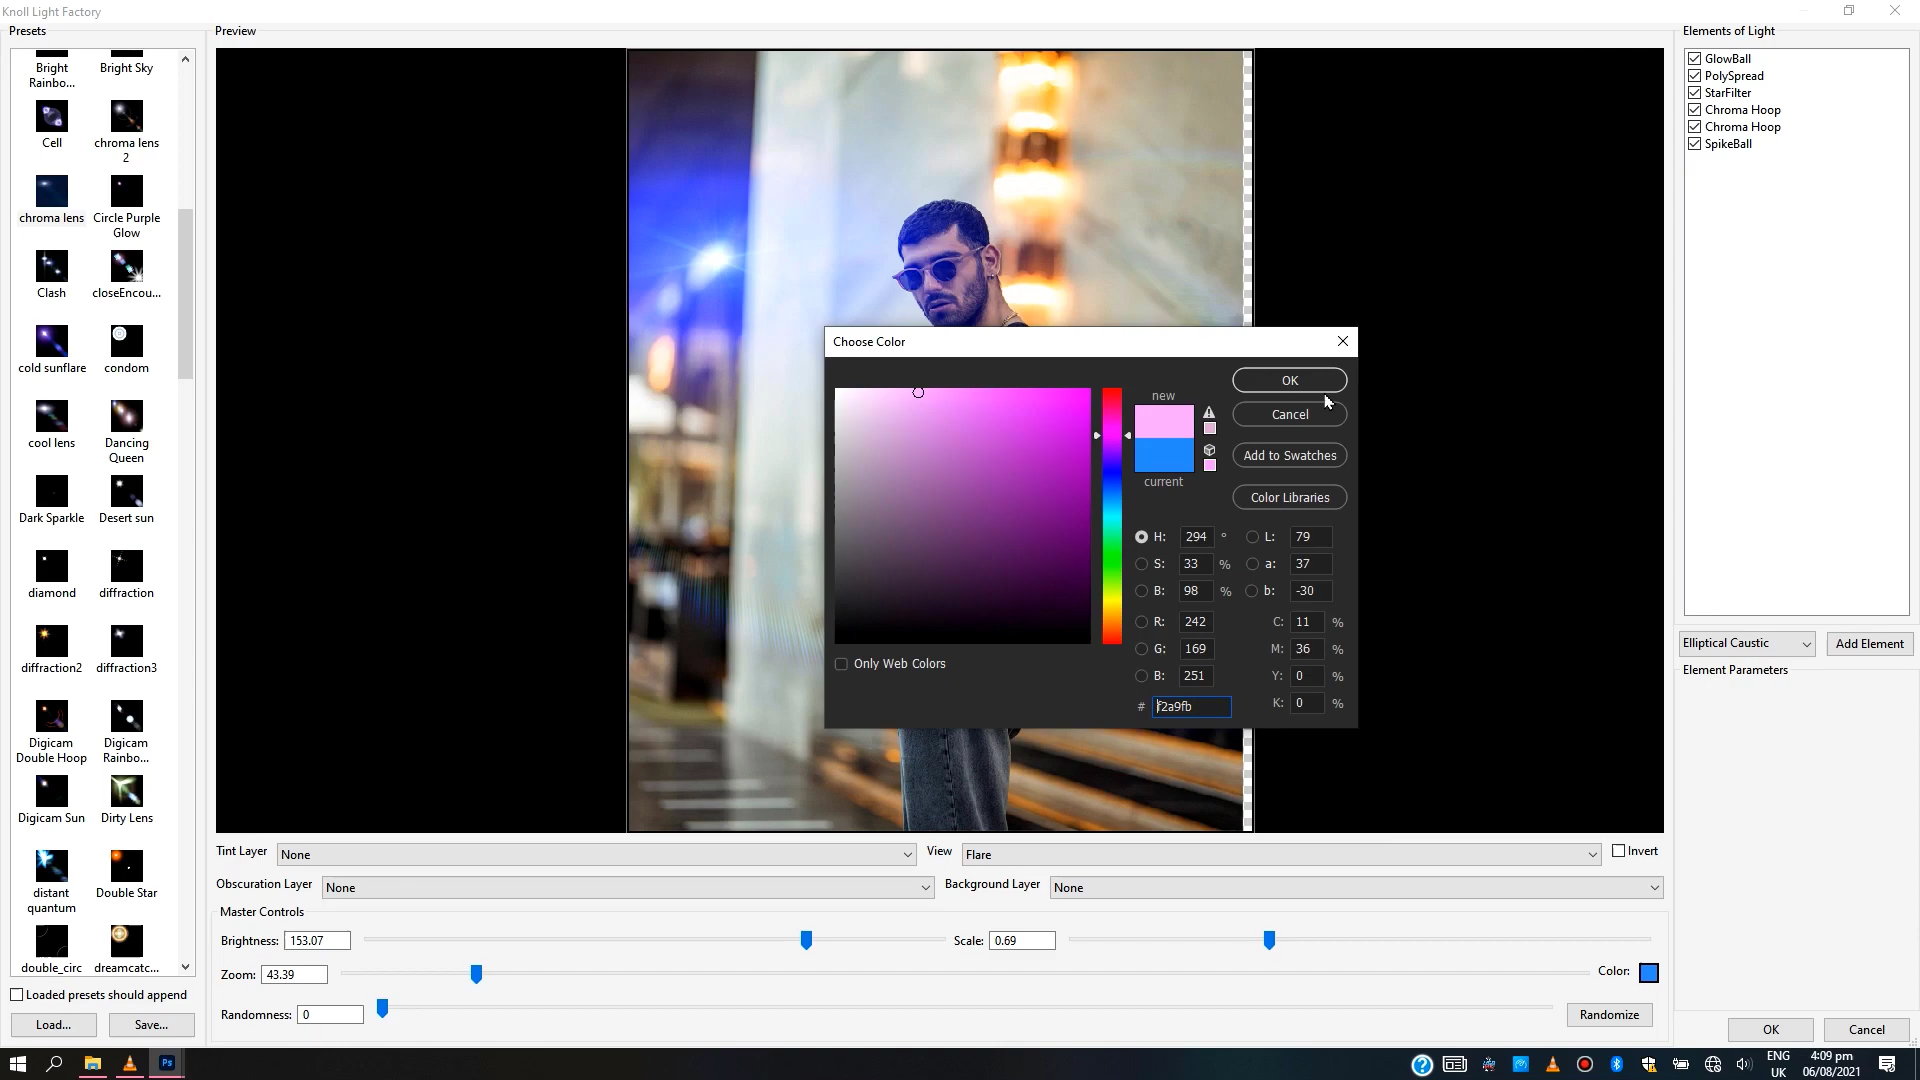 Knoll Light Factory
Presets
Preview
Elements of Light
Bright
Rainbo...
Bright Sky
Cell
chroma lens
2
chroma lens
Circle Purple
Glow
Clash
closeEncou...
cold sunflare
condom
cool lens
Dancing
Queen
Dark Sparkle
Desert sun
diamond
diffraction
diffraction2
diffraction3
Digicam
Double Hoop
Digicam
Rainbo...
Digicam Sun
Dirty Lens
distant
quantum
Double Star
double_circ
dreamcatc...
Loaded presets should append
Load...
Save...
GlowBall
PolySpread
StarFilter
Chroma Hoop
Chroma Hoop
SpikeBall
Elliptical Caustic
Add Element
Element Parameters
Choose Color
new
current
OK
Cancel
Add to Swatches
Color Libraries
H: 294 °
S: 33 %
B: 98 %
L: 79
a: 37
b: -30
R: 242
G: 169
B: 251
C: 11 %
M: 36 %
Y: 0 %
K: 0 %
# f2a9fb
Only Web Colors
Tint Layer None
View Flare
Invert
Obscuration Layer None
Background Layer None
Master Controls
Brightness: 153.07
Scale: 0.69
Zoom: 43.39
Color:
Randomness: 0
Randomize
OK
Cancel
Ps
ENG
UK
4:09 pm
06/08/2021